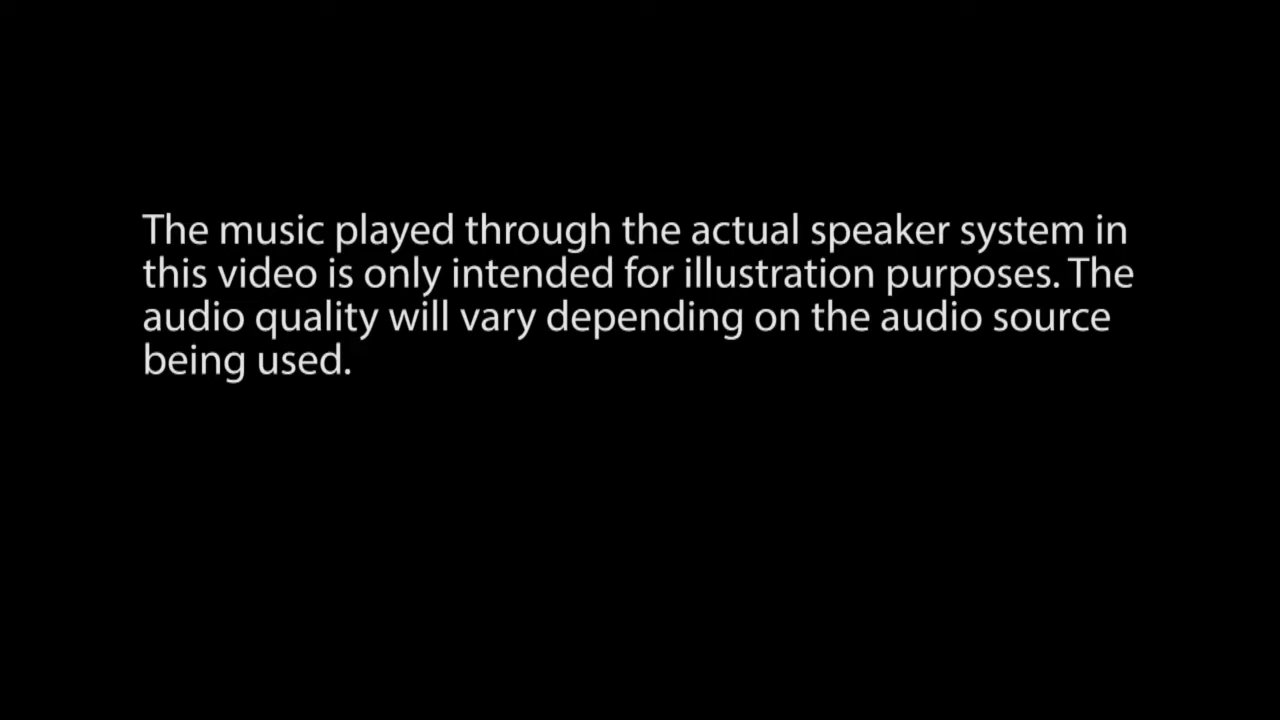 The music played through the actual speaker system in
this video is only intended for illustration purposes. The
audio quality will vary depending on the audio source
being used.